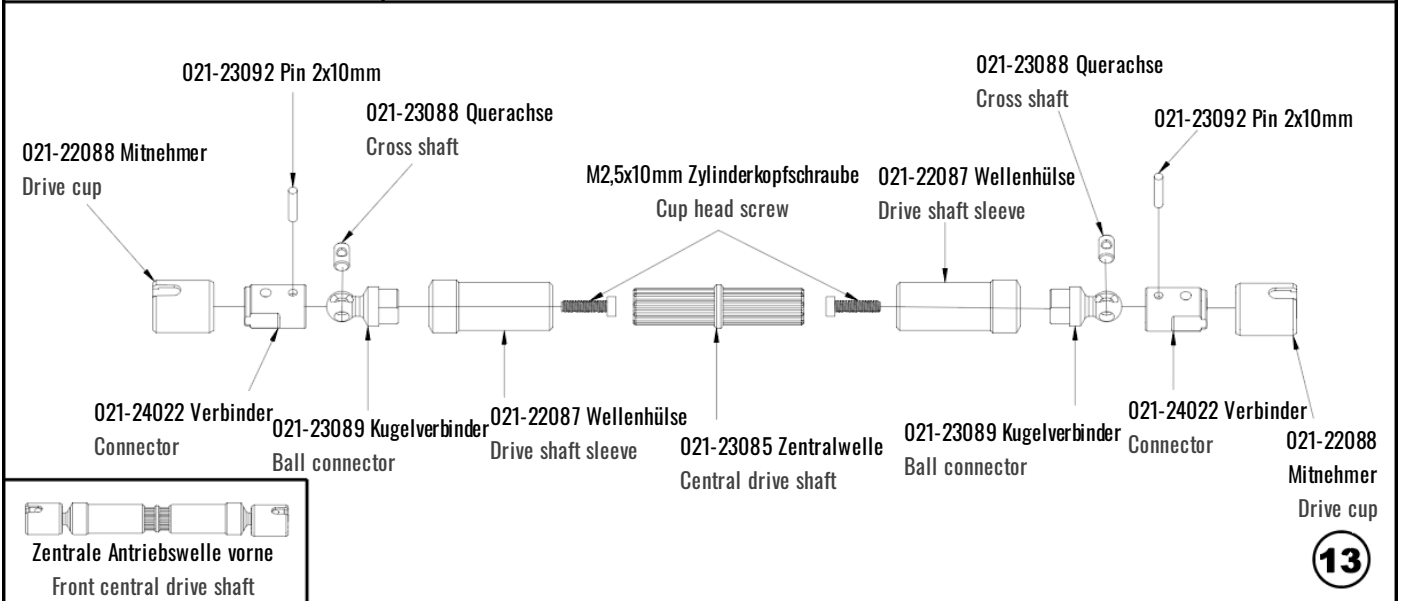 021-23092 Pin 2x10mm
021-23088 Querachse
Cross shaft
021-22088 Mitnehmer
Drive cup
M2,5x10mm Zylinderkopfschraube
Cup head screw
021-22087 Wellenhülse
Drive shaft sleeve
021-23088 Querachse
Cross shaft
021-23092 Pin 2x10mm
021-24022 Verbinder
Connector
021-23089 Kugelverbinder
Ball connector
021-22087 Wellenhülse
Drive shaft sleeve
021-23085 Zentralwelle
Central drive shaft
021-23089 Kugelverbinder
Ball connector
021-24022 Verbinder
Connector
021-22088
Mitnehmer
Drive cup
Zentrale Antriebswelle vorne
Front central drive shaft
13